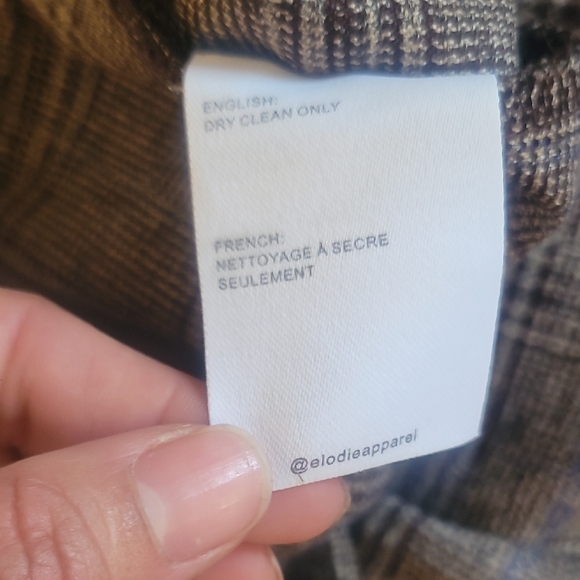 ENGLISH:
DRY CLEAN ONLY
FRENCH:
NETTOYAGE À SECRE
SEULEMENT
@elodieapparel